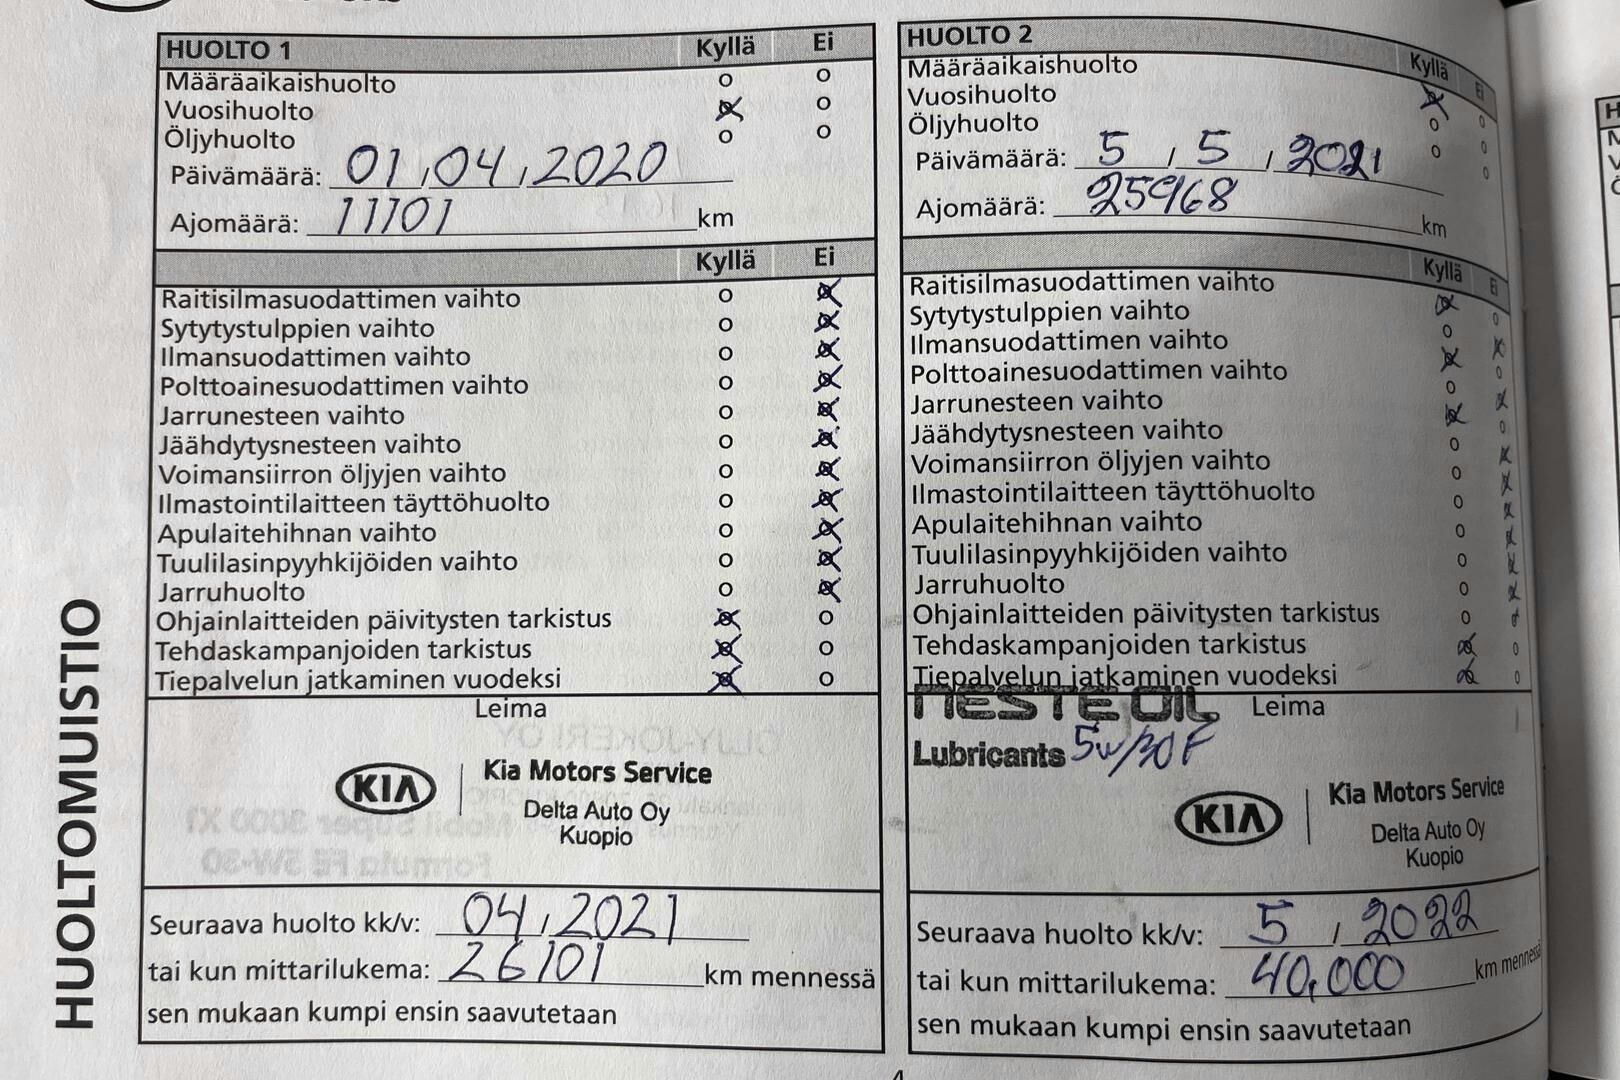 HUOLTOMUISTIO
HUOLTO 1 Kyllä Ei
Määräaikaishuolto
Vuosihuolto
Öljyhuolto
Päivämäärä: 01,04,2020
Ajomäärä: 11101 km
Kyllä Ei
Raitisilmasuodattimen vaihto
Sytytystulppien vaihto
Ilmansuodattimen vaihto
Polttoainesuodattimen vaihto
Jarrunesteen vaihto
Jäähdytysnesteen vaihto
Voimansiirron öljyjen vaihto
Ilmastointilaitteen täyttöhuolto
Apulaitehihnan vaihto
Tuulilasinpyyhkijöiden vaihto
Jarruhuolto
Ohjainlaitteiden päivitysten tarkistus
Tehdaskampanjoiden tarkistus
Tiepalvelun jatkaminen vuodeksi
Leima
KIA Kia Motors Service
Delta Auto Oy
Kuopio
Seuraava huolto kk/v: 04,2021
tai kun mittarilukema: 26101 km mennessä
sen mukaan kumpi ensin saavutetaan
HUOLTO 2 Kyllä Ei
Määräaikaishuolto
Vuosihuolto
Öljyhuolto
Päivämäärä: 5 / 5 / 2021
Ajomäärä: 25968 km
Kyllä Ei
Raitisilmasuodattimen vaihto
Sytytystulppien vaihto
Ilmansuodattimen vaihto
Polttoainesuodattimen vaihto
Jarrunesteen vaihto
Jäähdytysnesteen vaihto
Voimansiirron öljyjen vaihto
Ilmastointilaitteen täyttöhuolto
Apulaitehihnan vaihto
Tuulilasinpyyhkijöiden vaihto
Jarruhuolto
Ohjainlaitteiden päivitysten tarkistus
Tehdaskampanjoiden tarkistus
Tiepalvelun jatkaminen vuodeksi
NESTE OIL Leima
Lubricants 5w/30 F
KIA Kia Motors Service
Delta Auto Oy
Kuopio
Seuraava huolto kk/v: 5 / 2022
tai kun mittarilukema: 40,000 km mennessä
sen mukaan kumpi ensin saavutetaan